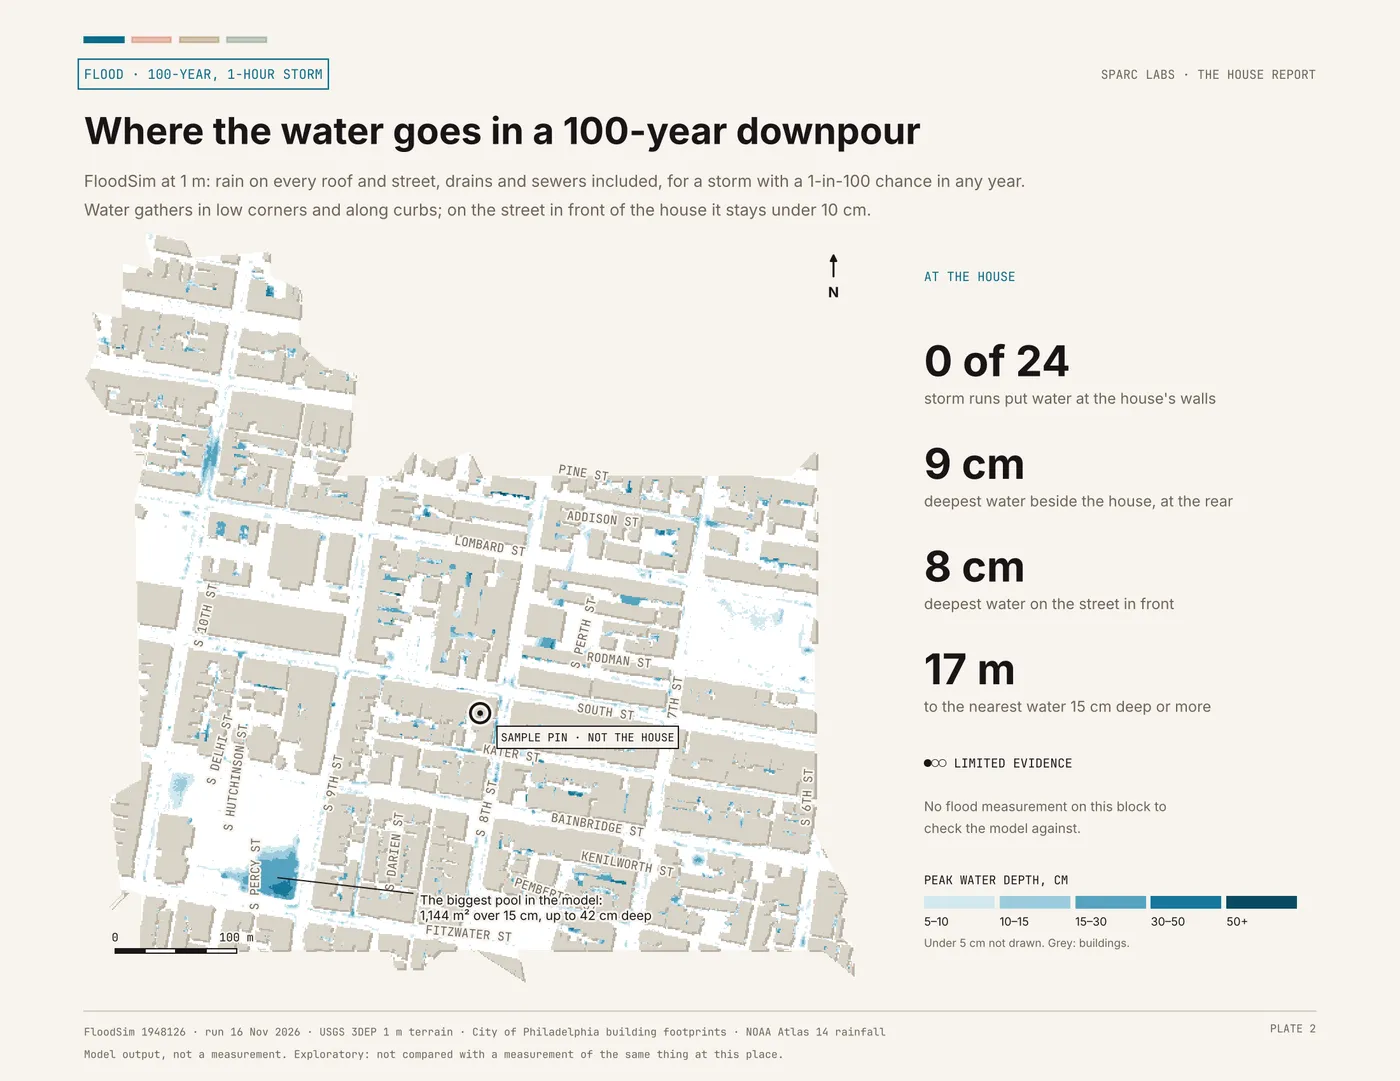 FLOOD · 100-YEAR, 1-HOUR STORM
SPARC LABS · THE HOUSE REPORT
Where the water goes in a 100-year downpour
FloodSim at 1 m: rain on every roof and street, drains and sewers included, for a storm with a 1-in-100 chance in any year.
Water gathers in low corners and along curbs; on the street in front of the house it stays under 10 cm.
N
PINE ST
ADDISON ST
LOMBARD ST
S 10TH ST
S PERTH ST
RODMAN ST
7TH ST
SOUTH ST
SAMPLE PIN · NOT THE HOUSE
KATER ST
S DELHI ST
S HUTCHINSON ST
S 9TH ST
S 8TH ST
S 6TH ST
BAINBRIDGE ST
S DARIEN ST
KENILWORTH ST
S PERCY ST
The biggest pool in the model:
1,144 m² over 15 cm, up to 42 cm deep
FITZWATER ST
0 100 m
AT THE HOUSE
0 of 24
storm runs put water at the house's walls
9 cm
deepest water beside the house, at the rear
8 cm
deepest water on the street in front
17 m
to the nearest water 15 cm deep or more
LIMITED EVIDENCE
No flood measurement on this block to
check the model against.
PEAK WATER DEPTH, CM
5–10 10–15 15–30 30–50 50+
Under 5 cm not drawn. Grey: buildings.
FloodSim 1948126 · run 16 Nov 2026 · USGS 3DEP 1 m terrain · City of Philadelphia building footprints · NOAA Atlas 14 rainfall
Model output, not a measurement. Exploratory: not compared with a measurement of the same thing at this place.
PLATE 2